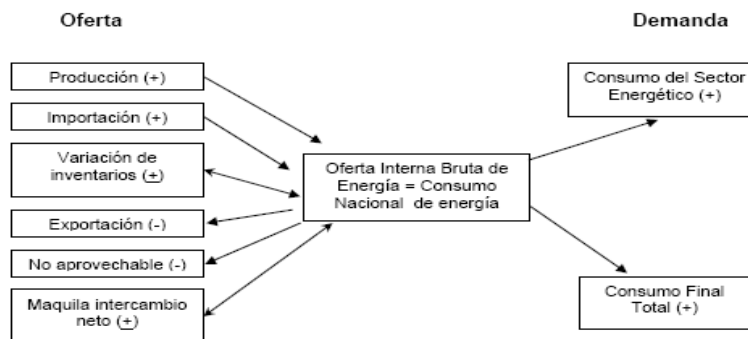 Oferta
Demanda
Producción (+)
Importación (+)
Variación de
inventarios (±)
Exportación (-)
No aprovechable (-)
Maquila intercambio
neto (±)
Oferta Interna Bruta de
Energía = Consumo
Nacional de energía
Consumo del Sector
Energético (+)
Consumo Final
Total (+)